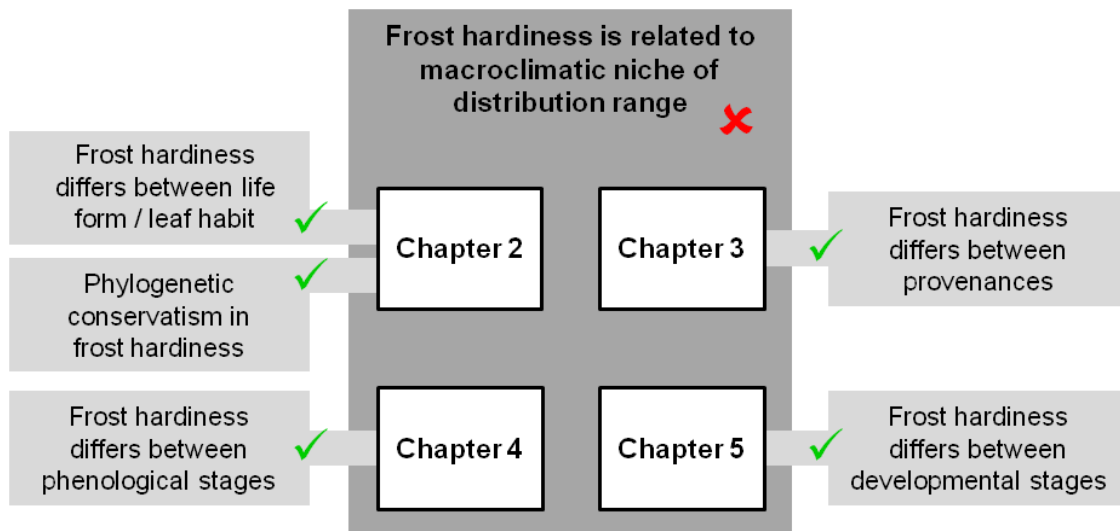 Frost hardiness is related to
macroclimatic niche of
distribution range
Frost hardiness
differs between life
form / leaf habit
Phylogenetic
conservatism in
frost hardiness
Chapter 2
Chapter 3
Frost hardiness
differs between
provenances
Frost hardiness
differs between
phenological stages
Chapter 4
Chapter 5
Frost hardiness
differs between
developmental stages